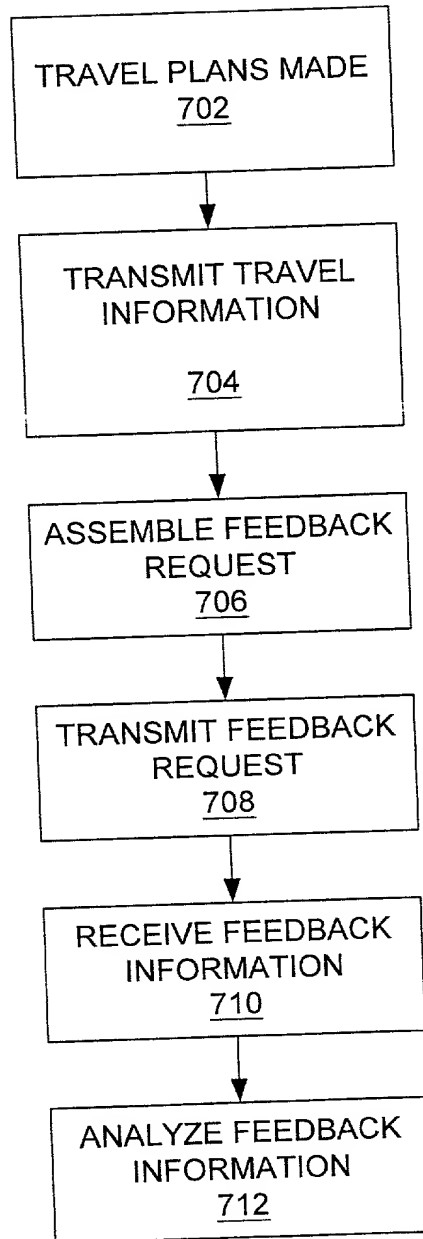 TRAVEL PLANS MADE
702
TRANSMIT TRAVEL
INFORMATION
704
ASSEMBLE FEEDBACK
REQUEST
706
TRANSMIT FEEDBACK
REQUEST
708
RECEIVE FEEDBACK
INFORMATION
710
ANALYZE FEEDBACK
INFORMATION
712